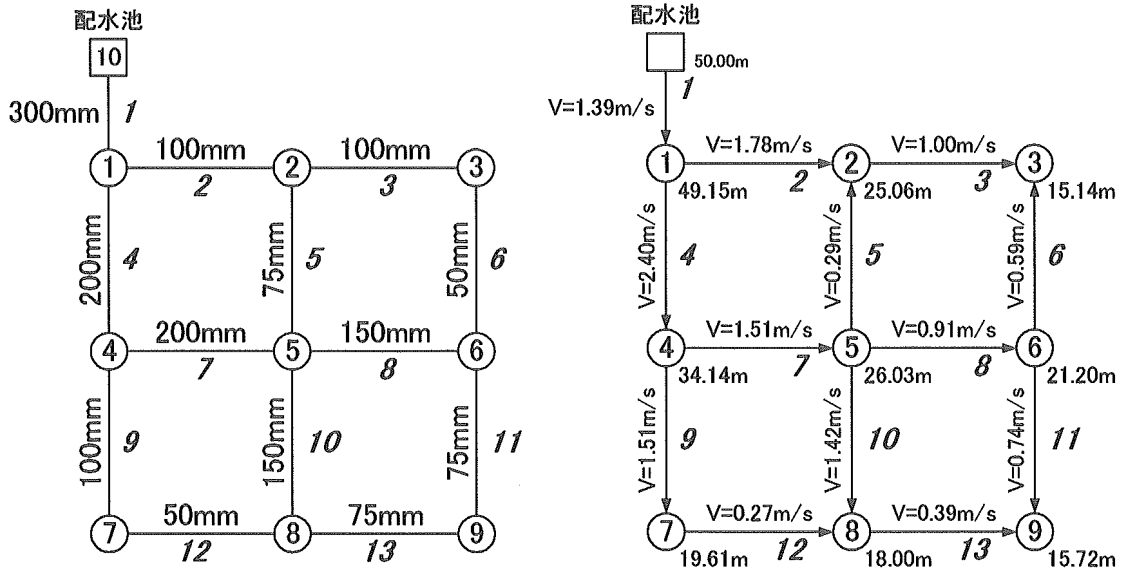 配水池
10
300mm 1
1 100mm 2 100mm 3
2 3
200mm 4 75mm 5 50mm 6
4 200mm 5 150mm 6
7 8
100mm 9 150mm 10 75mm 11
7 50mm 8 75mm 9
12 13
配水池
50.00m
1
V=1.39m/s
1 V=1.78m/s 2 V=1.00m/s 3
49.15m 2 25.06m 3 15.14m
V=2.40m/s 4 V=0.29m/s 5 V=0.59m/s 6
4 V=1.51m/s 5 V=0.91m/s 6
34.14m 7 26.03m 8 21.20m
V=1.51m/s 9 V=1.42m/s 10 V=0.74m/s 11
7 V=0.27m/s 8 V=0.39m/s 9
19.61m 12 18.00m 13 15.72m